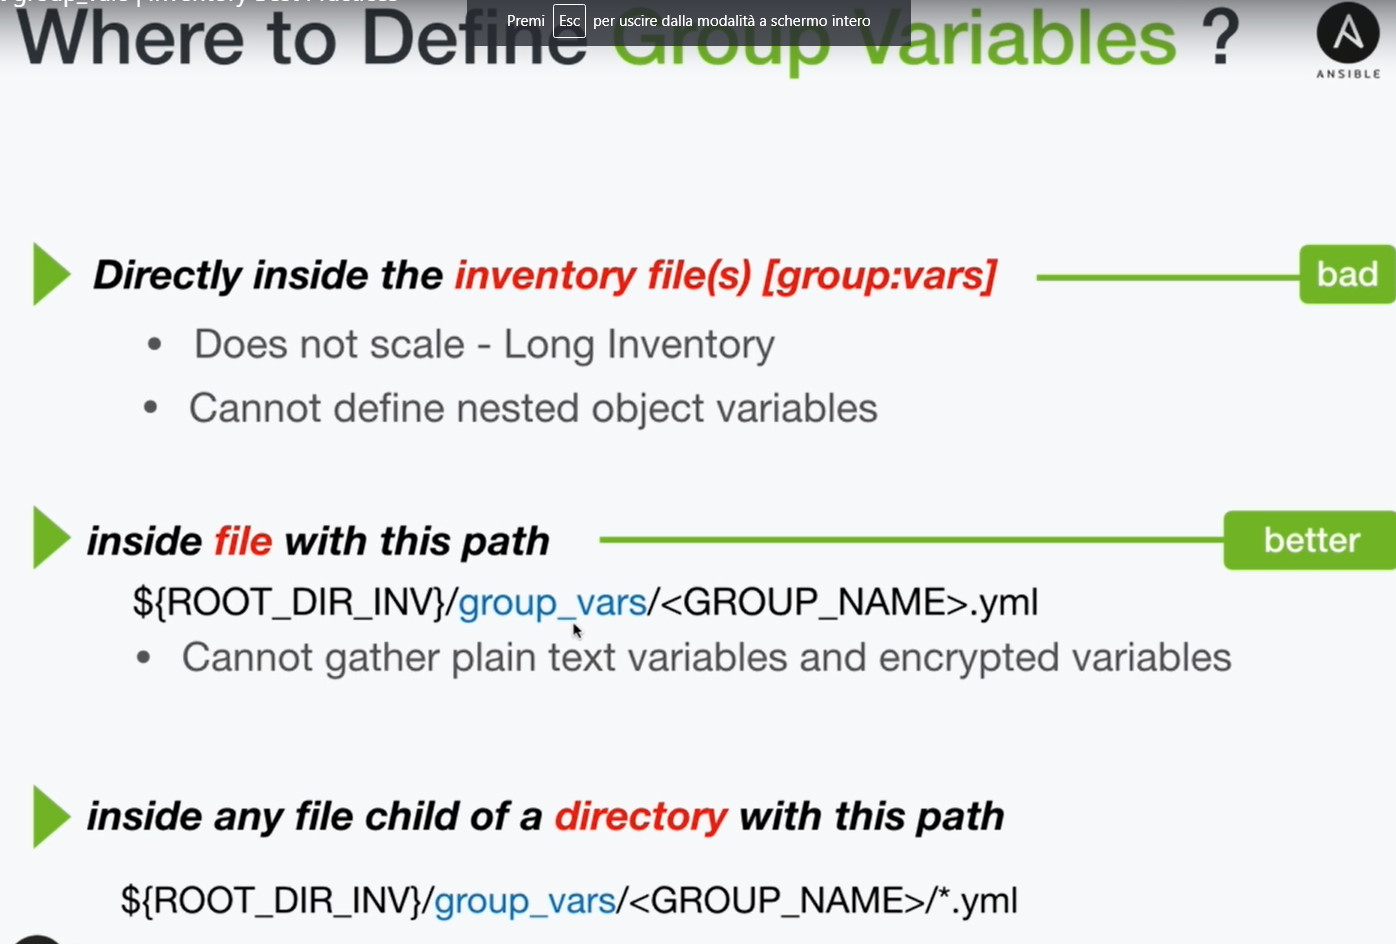 Premi Esc per uscire dalla modalità a schermo intero
Where to Define Group Variables ?
ANSIBLE
Directly inside the inventory file(s) [group:vars]
bad
• Does not scale - Long Inventory
• Cannot define nested object variables
inside file with this path
better
${ROOT_DIR_INV}/group_vars/<GROUP_NAME>.yml
• Cannot gather plain text variables and encrypted variables
inside any file child of a directory with this path
${ROOT_DIR_INV}/group_vars/<GROUP_NAME>/*.yml